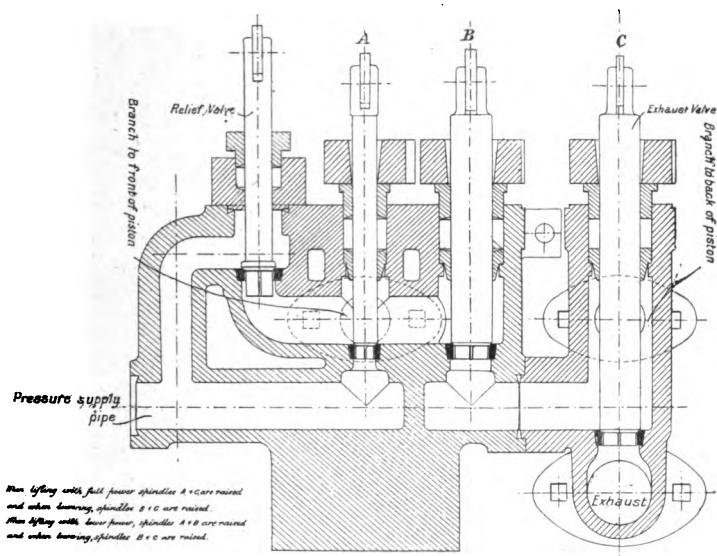 A
B
C
Relief Valve
Exhaust Valve
Branch to front of piston
Branch to back of piston
Pressure supply
pipe
Exhaust
When lifting with full power spindles A + C are raised
and when lowering, spindles B + C are raised.
When lifting with lower power, spindles A + B are raised
and when lowering, spindles B + C are raised.